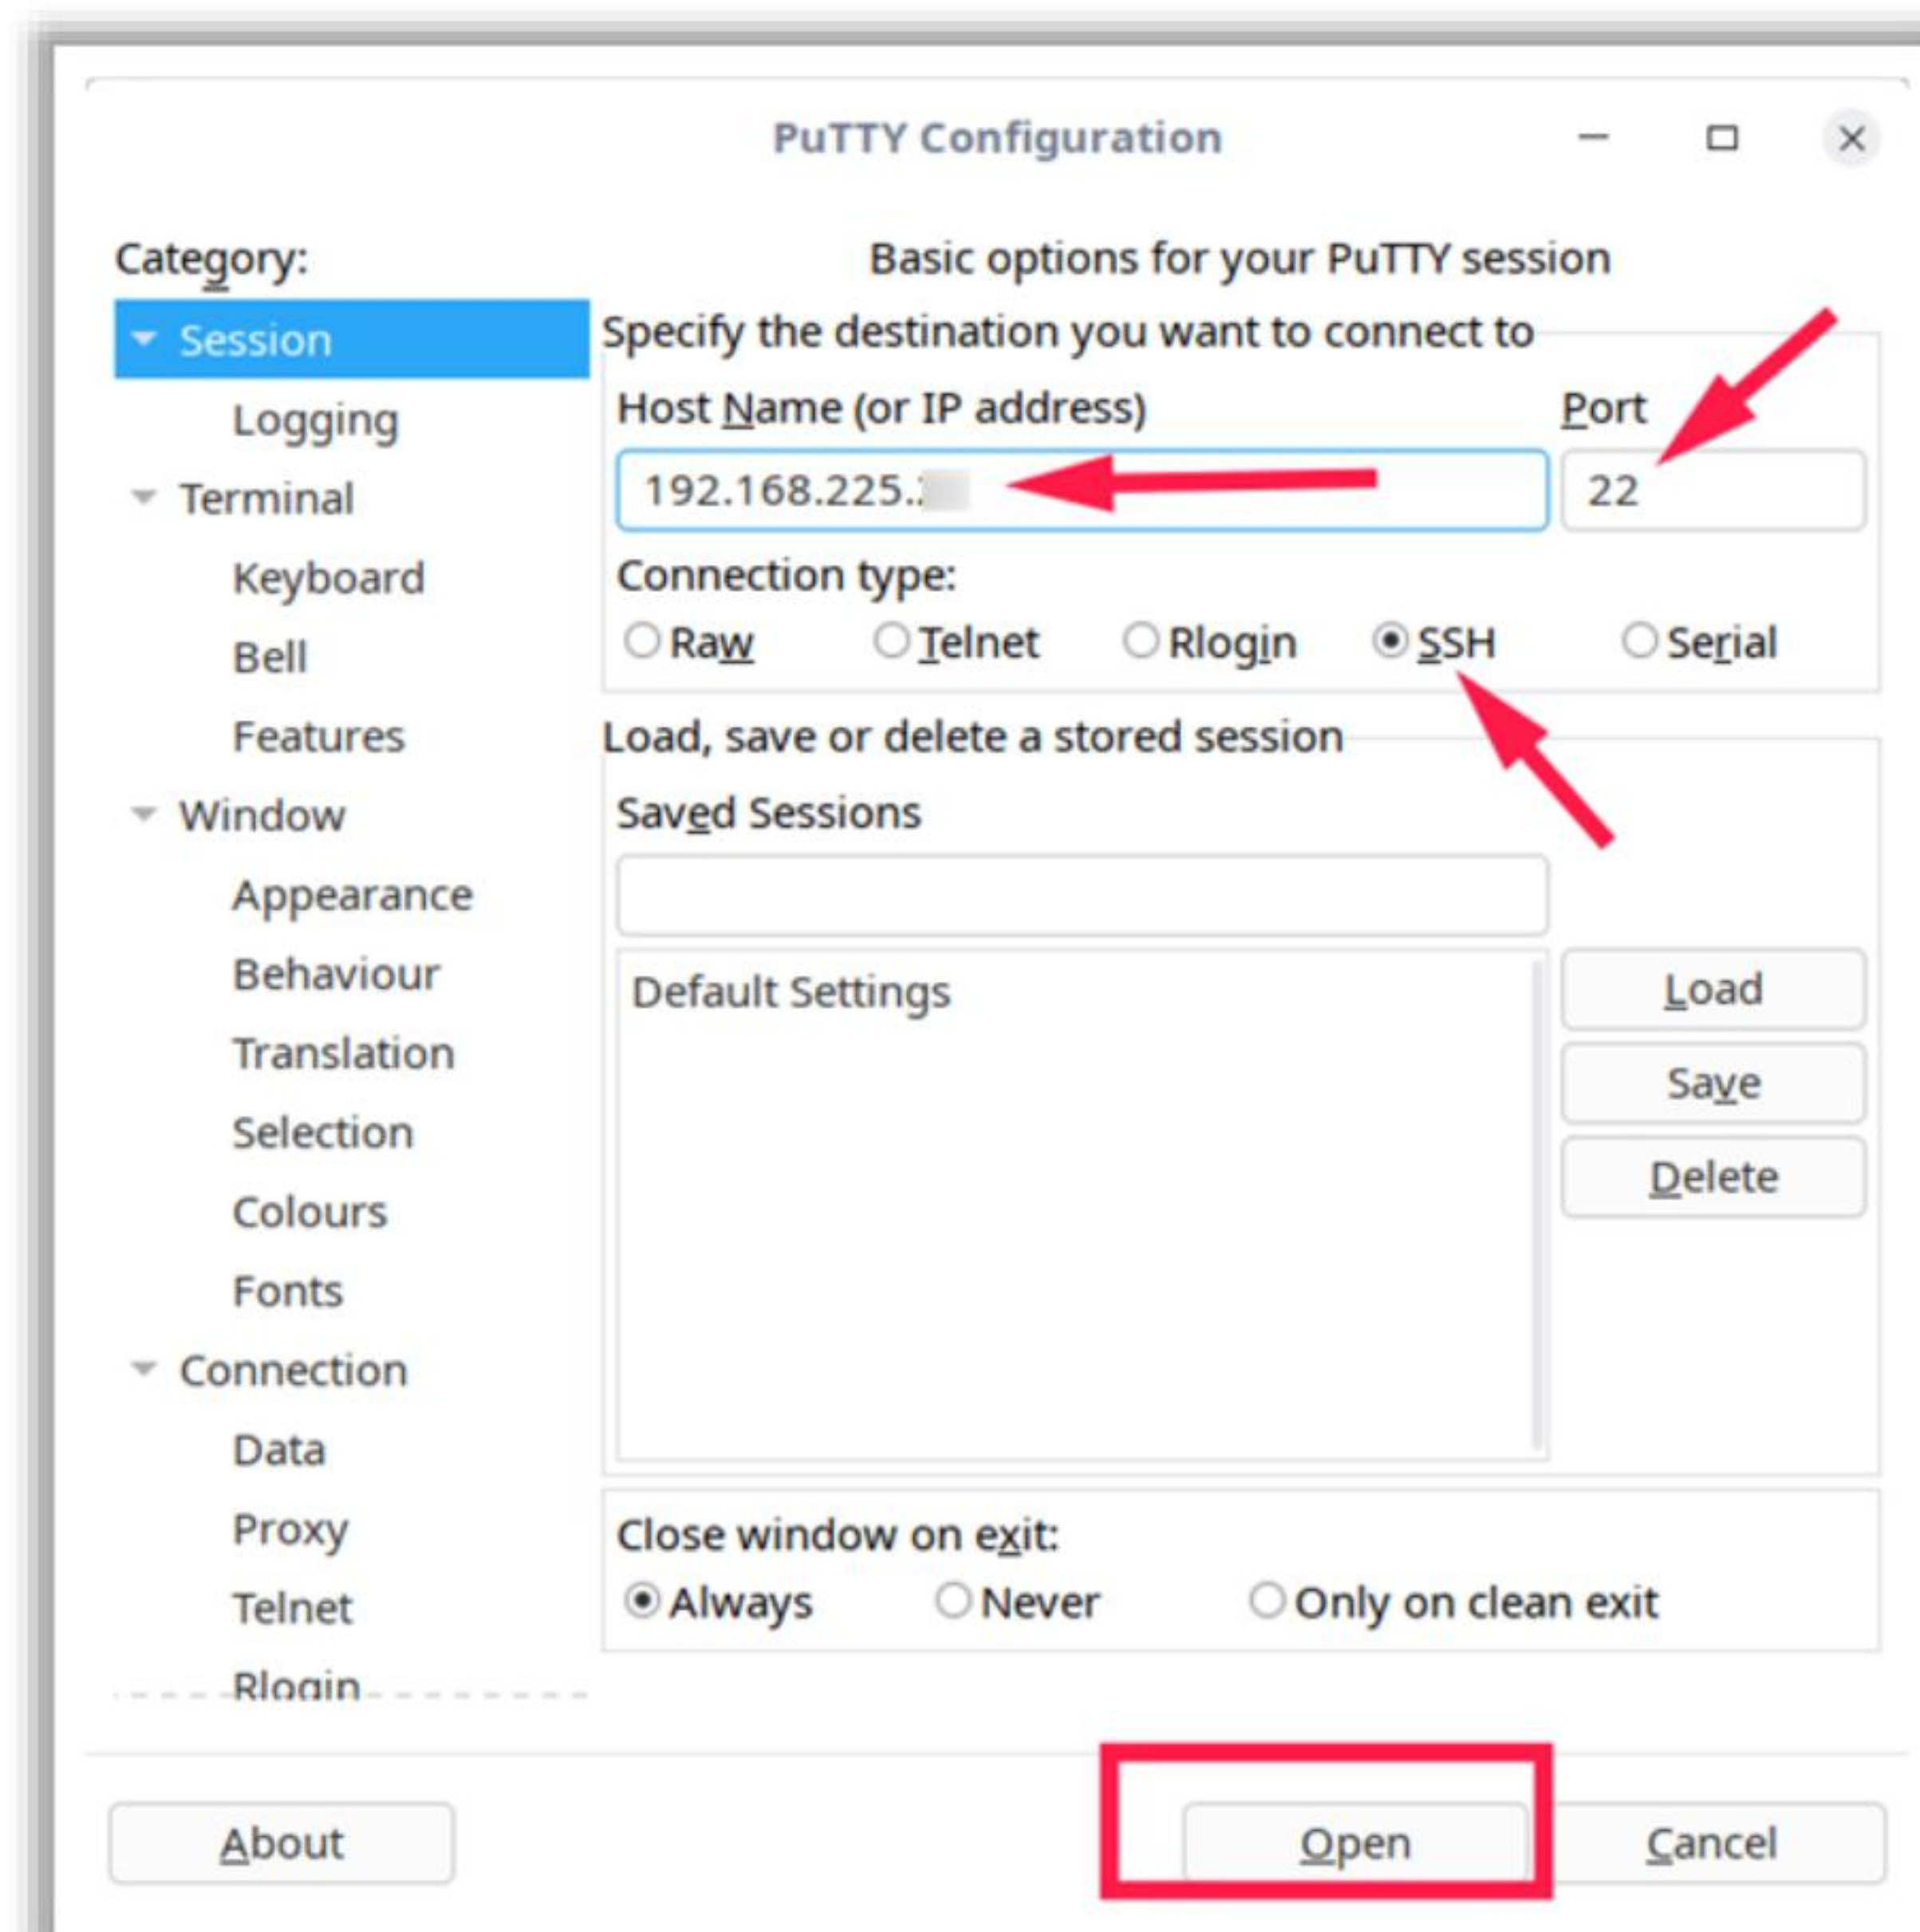 PuTTY Configuration
Category:
Session
Logging
Terminal
Keyboard
Bell
Features
Window
Appearance
Behaviour
Translation
Selection
Colours
Fonts
Connection
Data
Proxy
Telnet
Rlogin
Basic options for your PuTTY session
Specify the destination you want to connect to
Host Name (or IP address) Port
192.168.225. 22
Connection type:
Raw Telnet Rlogin SSH Serial
Load, save or delete a stored session
Saved Sessions
Default Settings
Load
Save
Delete
Close window on exit:
Always Never Only on clean exit
About Open Cancel